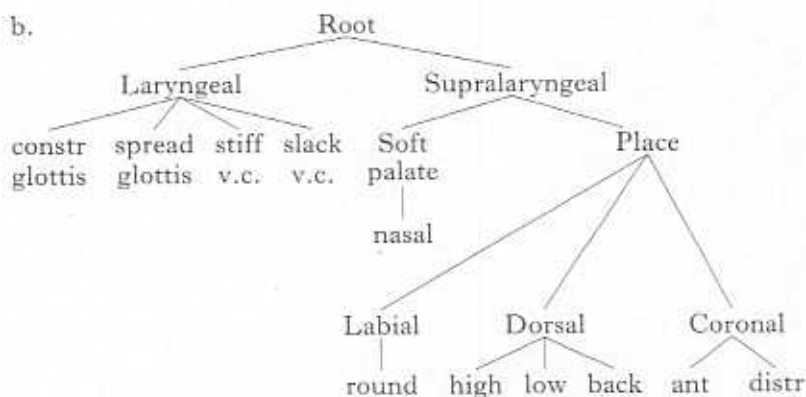 b.
Root
Laryngeal Supralaryngeal
constr spread stiff slack Soft Place
glottis glottis v.c. v.c. palate
nasal
Labial Dorsal Coronal
round high low back ant distr